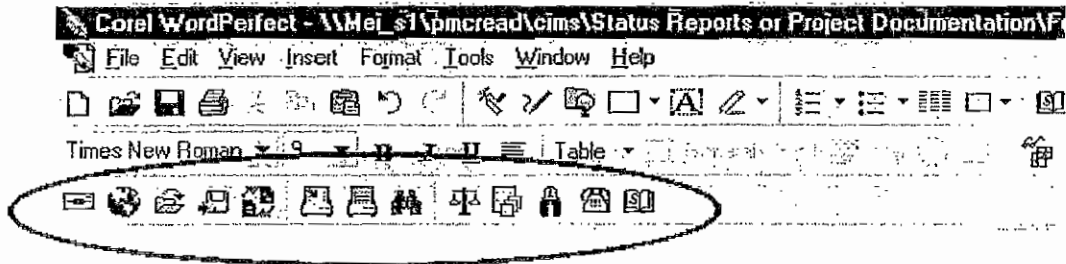 Corel WordPerfect - \\Mei_s1\pmcread\cims\Status Reports or Project Documentation\F
File Edit View Insert Format Tools Window Help
Times New Roman 9 B I U Table